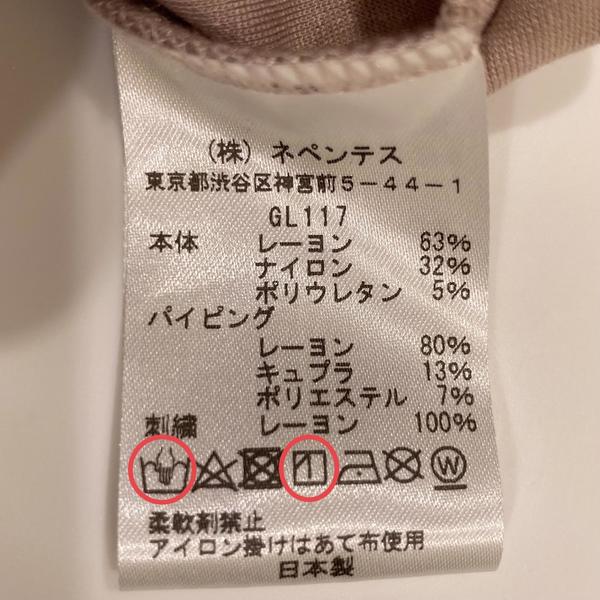 (株) ネペンテス
東京都渋谷区神宮前5－44－1
GL117
本体 レーヨン 63%
ナイロン 32%
ポリウレタン 5%
パイピング
レーヨン 80%
キュプラ 13%
ポリエステル 7%
刺繍 レーヨン 100%
W
柔軟剤禁止
アイロン掛けはあて布使用
日本製